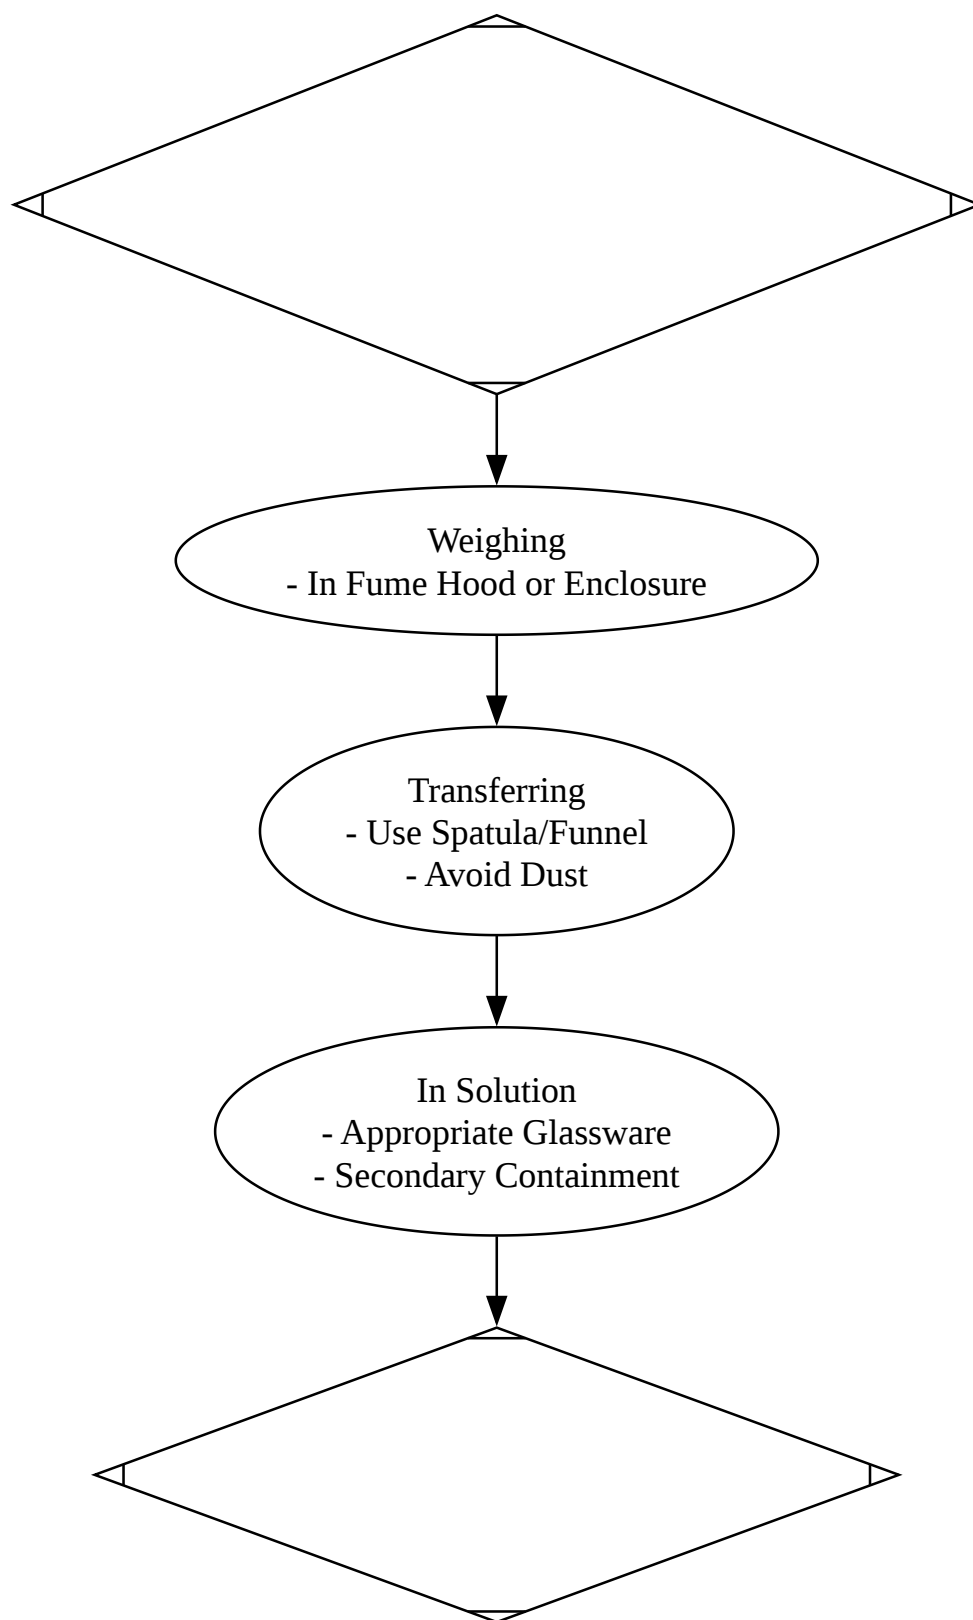 Weighing
- In Fume Hood or Enclosure
Transferring
- Use Spatula/Funnel
- Avoid Dust
In Solution
- Appropriate Glassware
- Secondary Containment